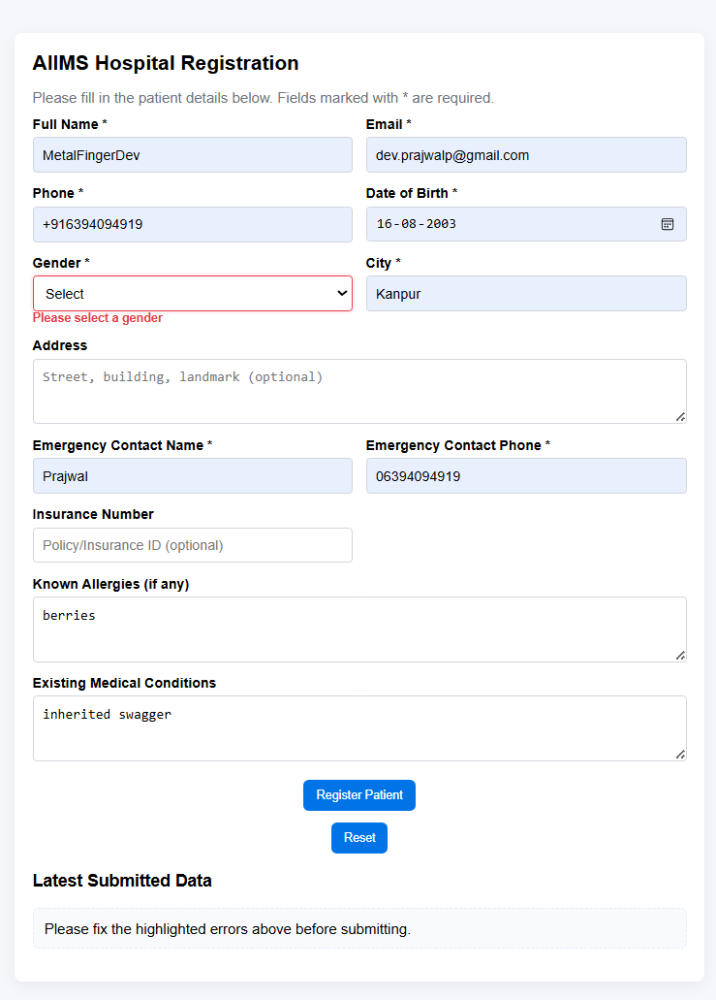 AIIMS Hospital Registration
Please fill in the patient details below. Fields marked with * are required.
Full Name *
Email *
MetalFingerDev
dev.prajwalp@gmail.com
Phone *
Date of Birth *
+916394094919
16-08-2003
Gender *
City *
Select
Kanpur
Please select a gender
Address
Street, building, landmark (optional)
Emergency Contact Name *
Emergency Contact Phone *
Prajwal
06394094919
Insurance Number
Policy/Insurance ID (optional)
Known Allergies (if any)
berries
Existing Medical Conditions
inherited swagger
Register Patient
Reset
Latest Submitted Data
Please fix the highlighted errors above before submitting.